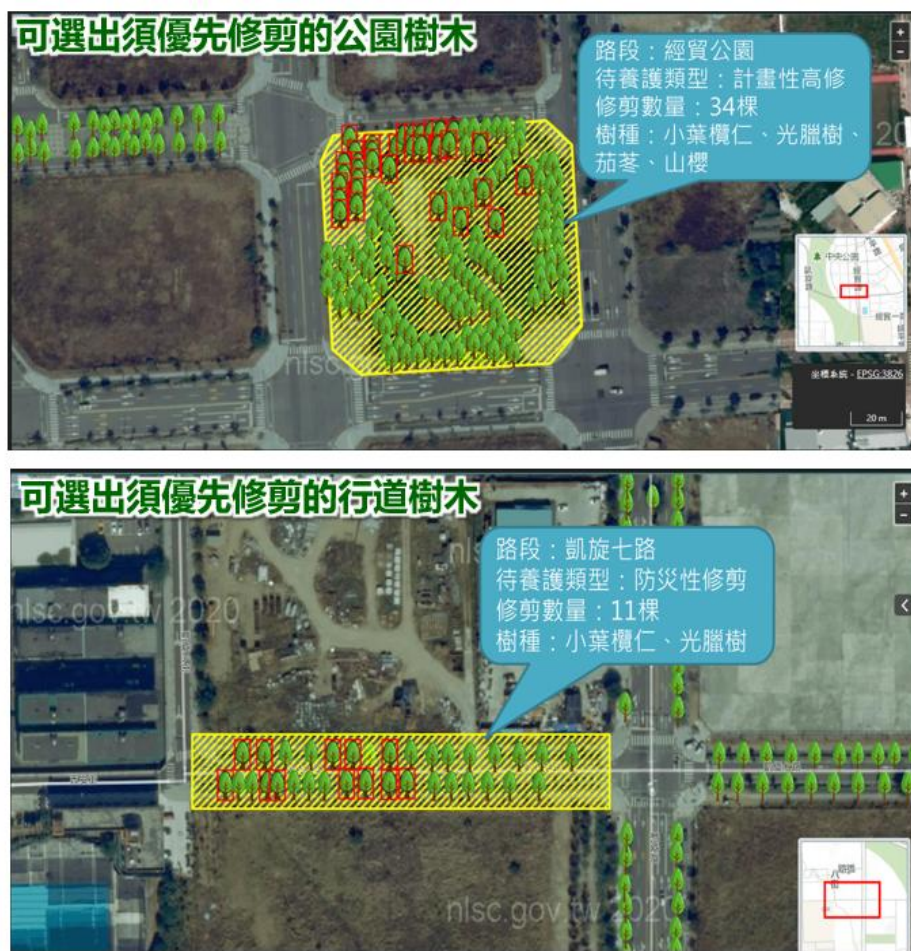 可選出須優先修剪的公園樹木
路段：經貿公園
待養護類型：計畫性高修
修剪數量：34棵
樹種：小葉欖仁、光臘樹、
茄苳、山櫻
+
-
20
中央公園
坐標系統 - EPSG:3826
20 m
nlsc.gov
可選出須優先修剪的行道樹木
路段：凱旋七路
待養護類型：防災性修剪
修剪數量：11棵
樹種：小葉欖仁、光臘樹
+
-
nls
nlsc.gov.tw 2020
nlsc.gov.tw 2020